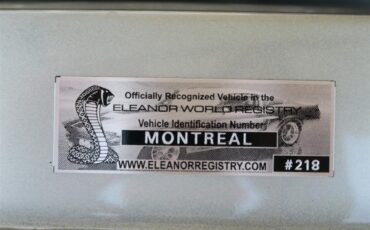 Officially Recognized Vehicle in the
ELEANOR WORLD REGISTRY
Vehicle Identification Number
MONTREAL
WWW.ELEANORREGISTRY.COM
#218